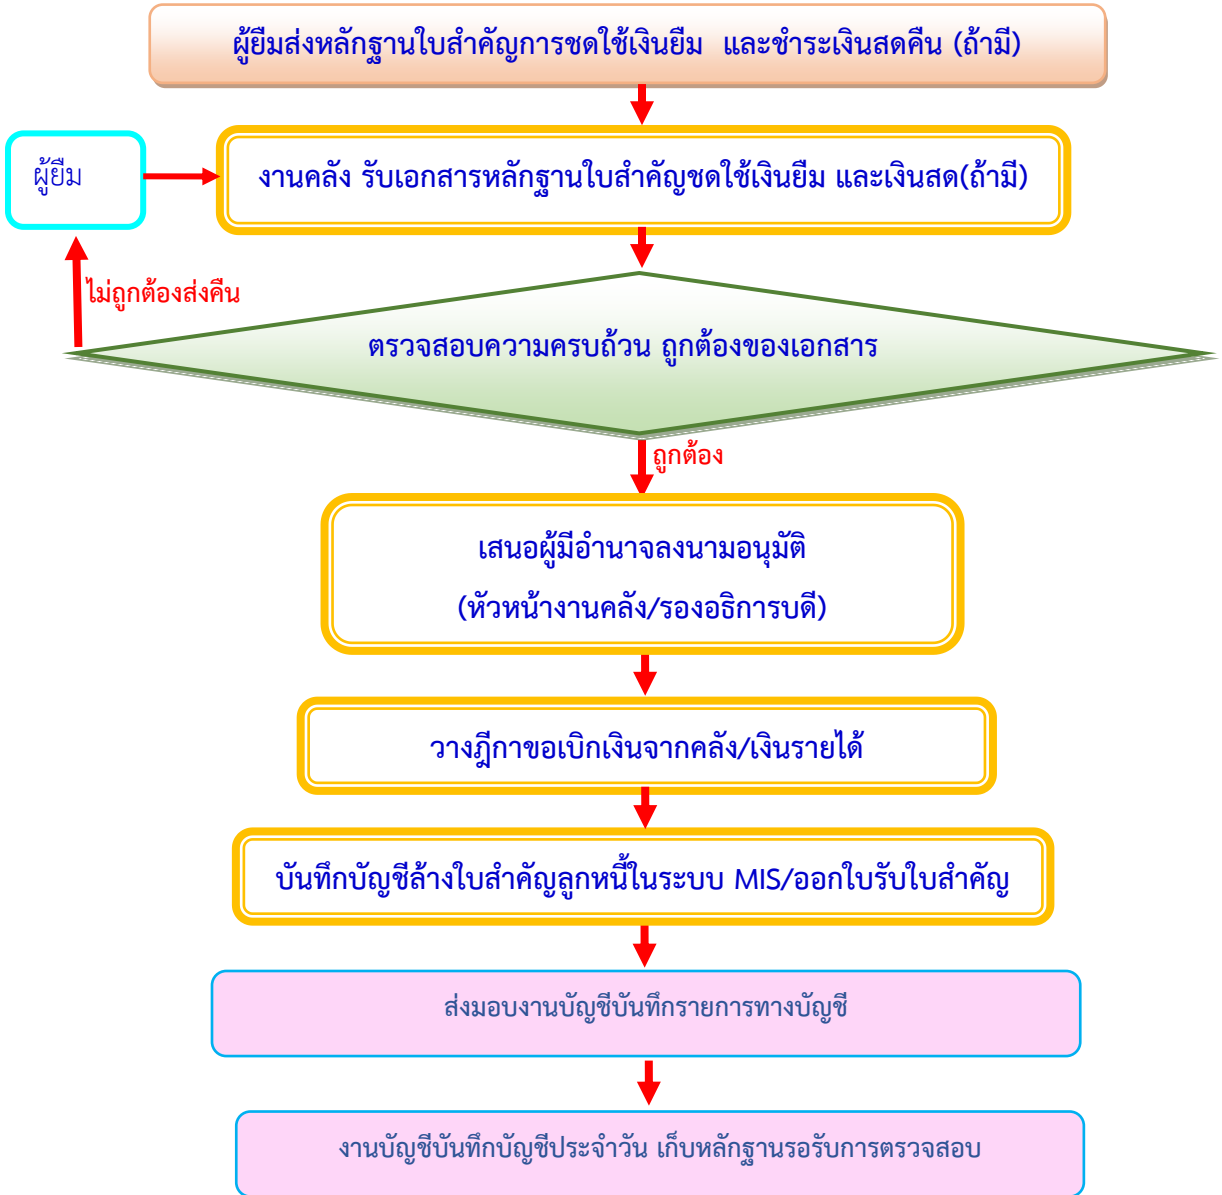 ผู้ยืมส่งหลักฐานใบสำคัญการชดใช้เงินยืม และชำระเงินสดคืน (ถ้ามี)
ผู้ยืม
งานคลัง รับเอกสารหลักฐานใบสำคัญชดใช้เงินยืม และเงินสด(ถ้ามี)
ไม่ถูกต้องส่งคืน
ตรวจสอบความครบถ้วน ถูกต้องของเอกสาร
ถูกต้อง
เสนอผู้มีอำนาจลงนามอนุมัติ
(หัวหน้างานคลัง/รองอธิการบดี)
วางฎีกาขอเบิกเงินจากคลัง/เงินรายได้
บันทึกบัญชีล้างใบสำคัญลูกหนี้ในระบบ MIS/ออกใบรับใบสำคัญ
ส่งมอบงานบัญชีบันทึกรายการทางบัญชี
งานบัญชีบันทึกบัญชีประจำวัน เก็บหลักฐานรอรับการตรวจสอบ